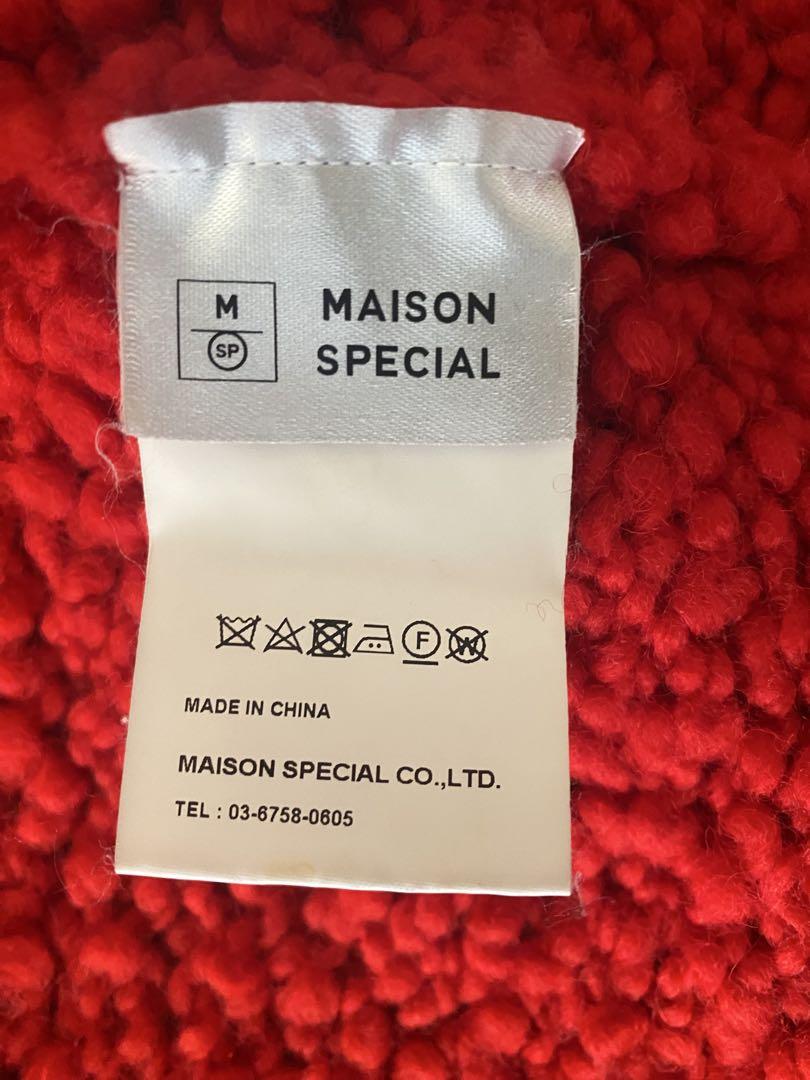 M
SP
MAISON
SPECIAL
F W
MADE IN CHINA
MAISON SPECIAL CO.,LTD.
TEL : 03-6758-0605